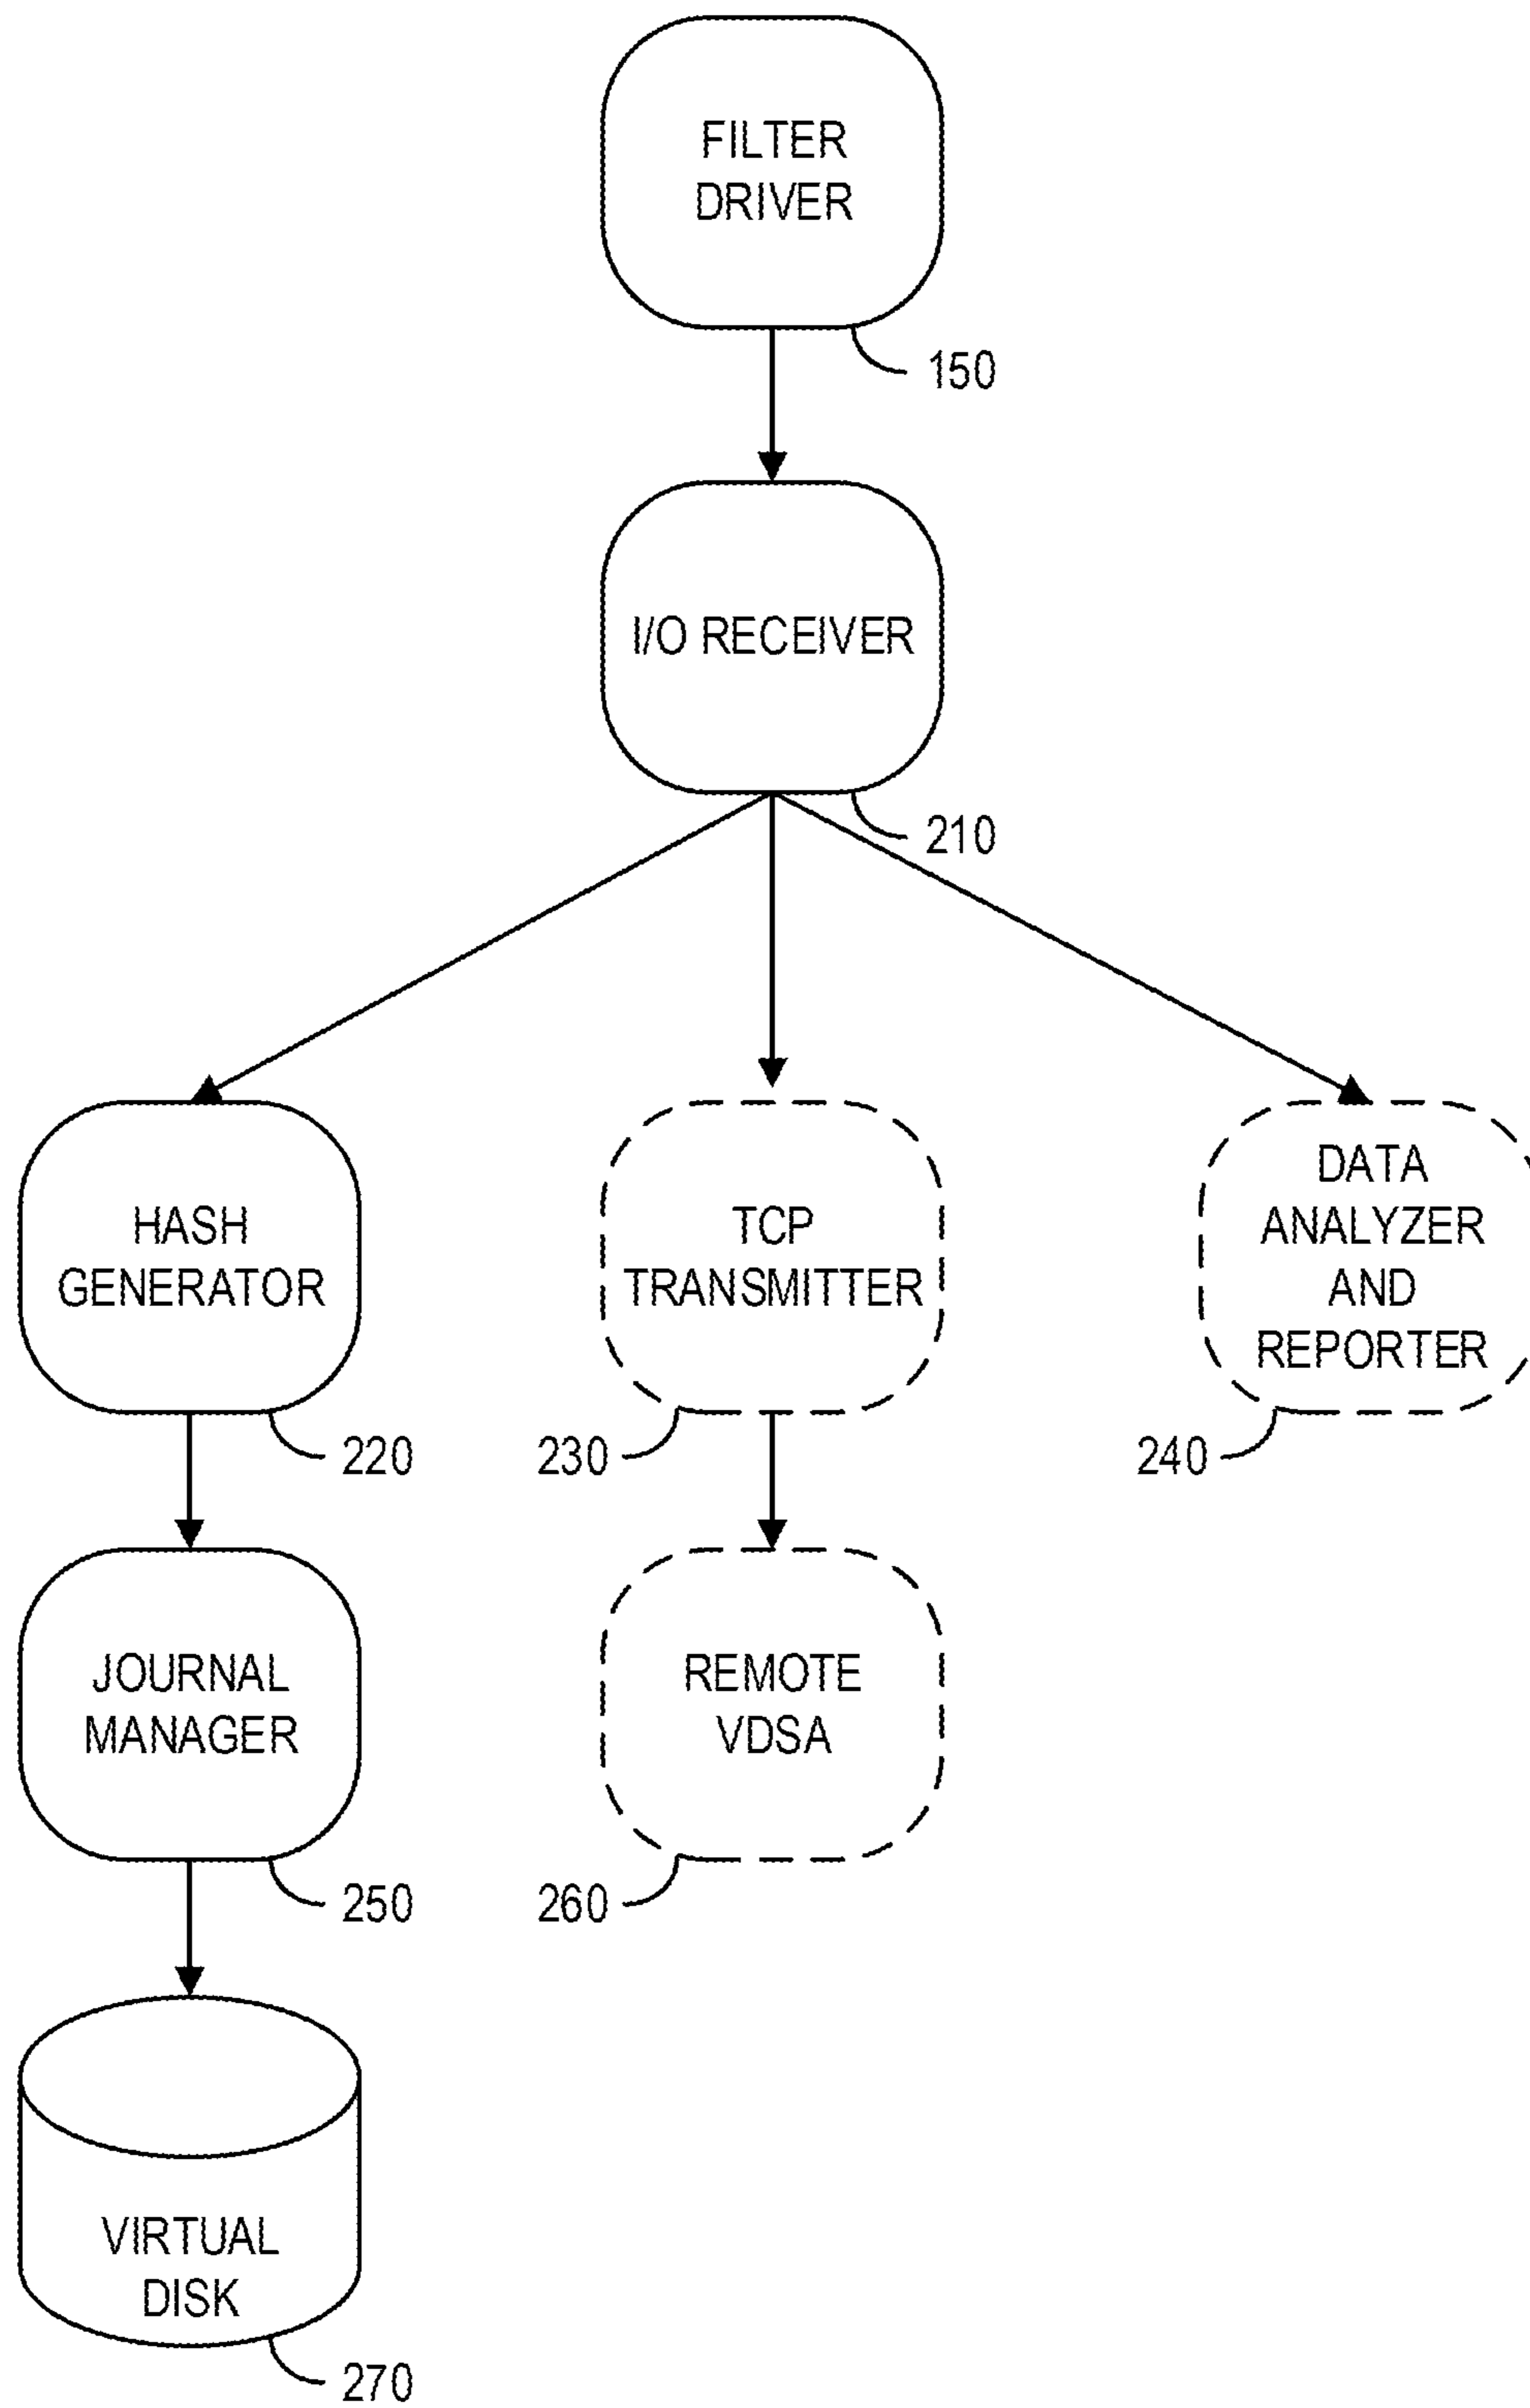 FILTER
DRIVER
150
I/O RECEIVER
210
HASH
GENERATOR
220
TCP
TRANSMITTER
230
DATA
ANALYZER
AND
REPORTER
240
JOURNAL
MANAGER
250
REMOTE
VDSA
260
VIRTUAL
DISK
270